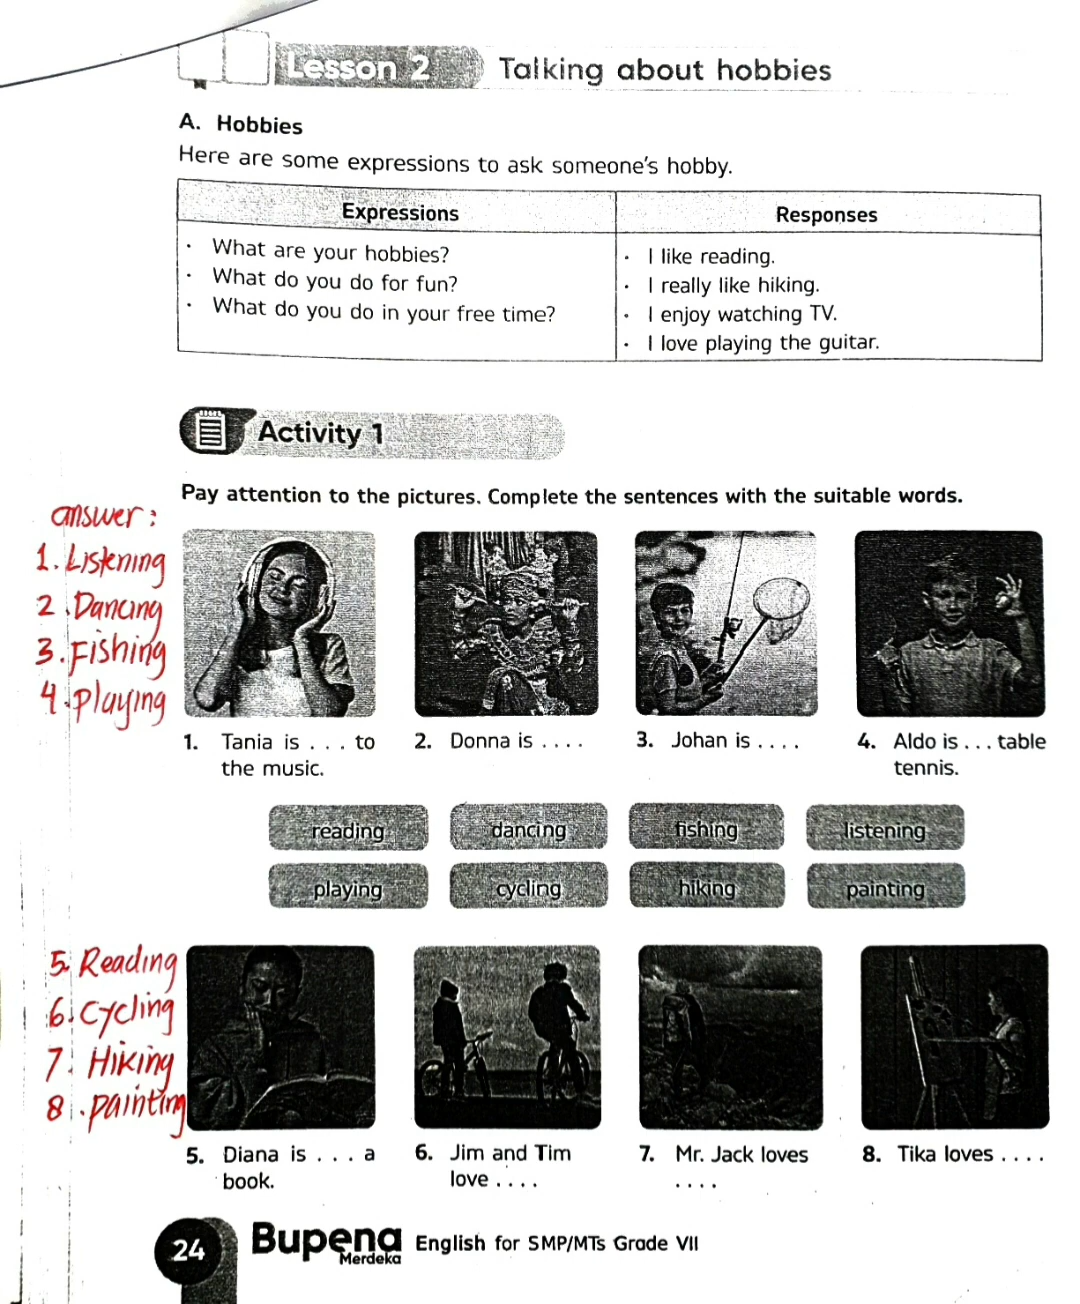 Lesson 2 Talking about hobbies
A. Hobbies
Here are some expressions to ask someone's hobby.
Expressions Responses
• What are your hobbies?
• What do you do for fun?
• What do you do in your free time?
• I like reading.
• I really like hiking.
• I enjoy watching TV.
• I love playing the guitar.
Activity 1
Pay attention to the pictures. Complete the sentences with the suitable words.
answer :
1. Listening
2. Dancing
3. Fishing
4. Playing
1. Tania is . . . to
the music.
2. Donna is . . . .
3. Johan is . . . .
4. Aldo is . . . table
tennis.
reading dancing fishing listening
playing cycling hiking painting
5. Reading
6. Cycling
7. Hiking
8. painting
5. Diana is . . . a
book.
6. Jim and Tim
love . . . .
7. Mr. Jack loves
. . . .
8. Tika loves . . . .
24 Bupena Merdeka English for SMP/MTs Grade VII